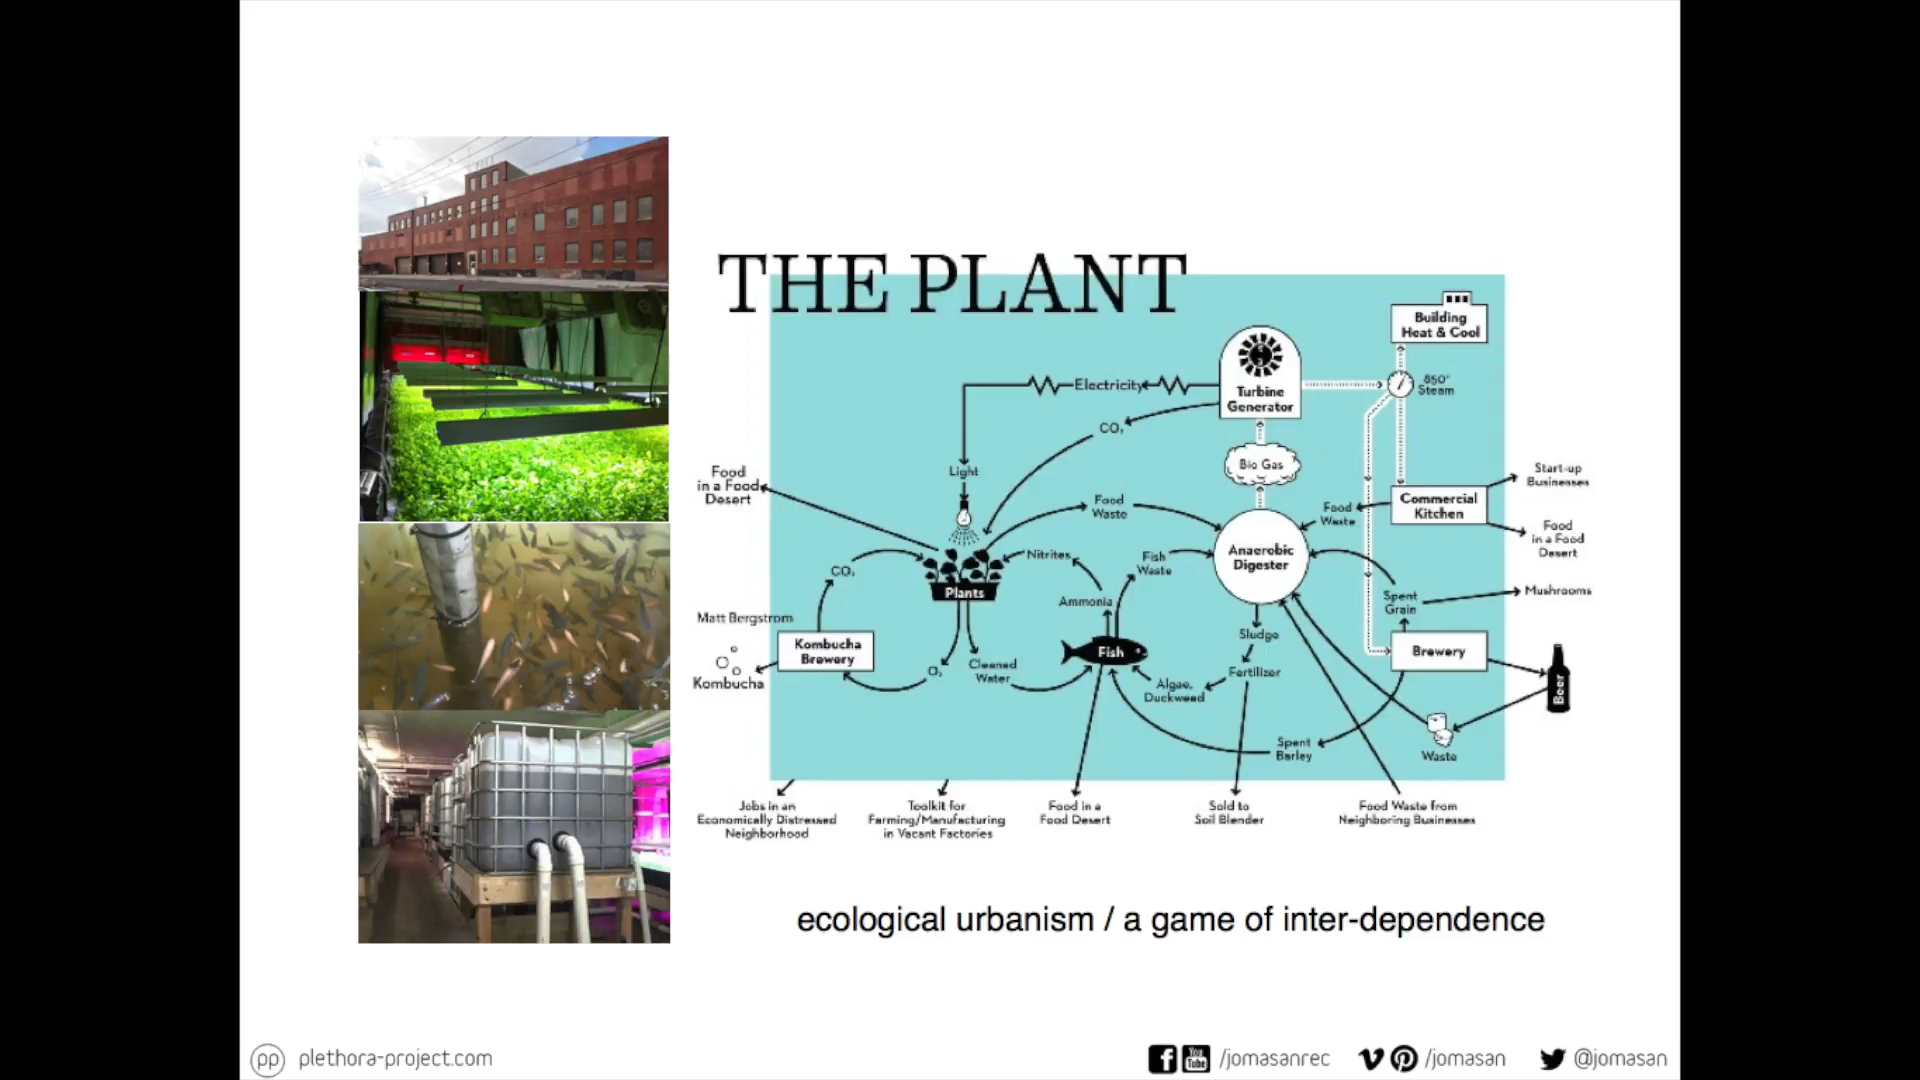 THE PLANT
Building
Heat & Cool
850°
Steam
Turbine
Generator
Electricity
CO₂
Bio Gas
Light
Food
in a Food
Desert
Food
Waste
Food
Waste
Commercial
Kitchen
Start-up
Businesses
Food
in a Food
Desert
Anaerobic
Digester
Nitrites
Fish
Waste
CO₂
Plants
Ammonia
Spent
Grain
Mushrooms
Matt Bergstrom
Kombucha
Brewery
Kombucha
O₂
Cleaned
Water
Fish
Sludge
Fertilizer
Algae,
Duckweed
Brewery
Beer
Spent
Barley
Waste
Jobs in an
Economically Distressed
Neighborhood
Toolkit for
Farming/Manufacturing
in Vacant Factories
Food in a
Food Desert
Sold to
Soil Blender
Food Waste from
Neighboring Businesses
ecological urbanism / a game of inter-dependence
pp plethora-project.com
f You Tube /jomasanrec /jomasan @jomasan